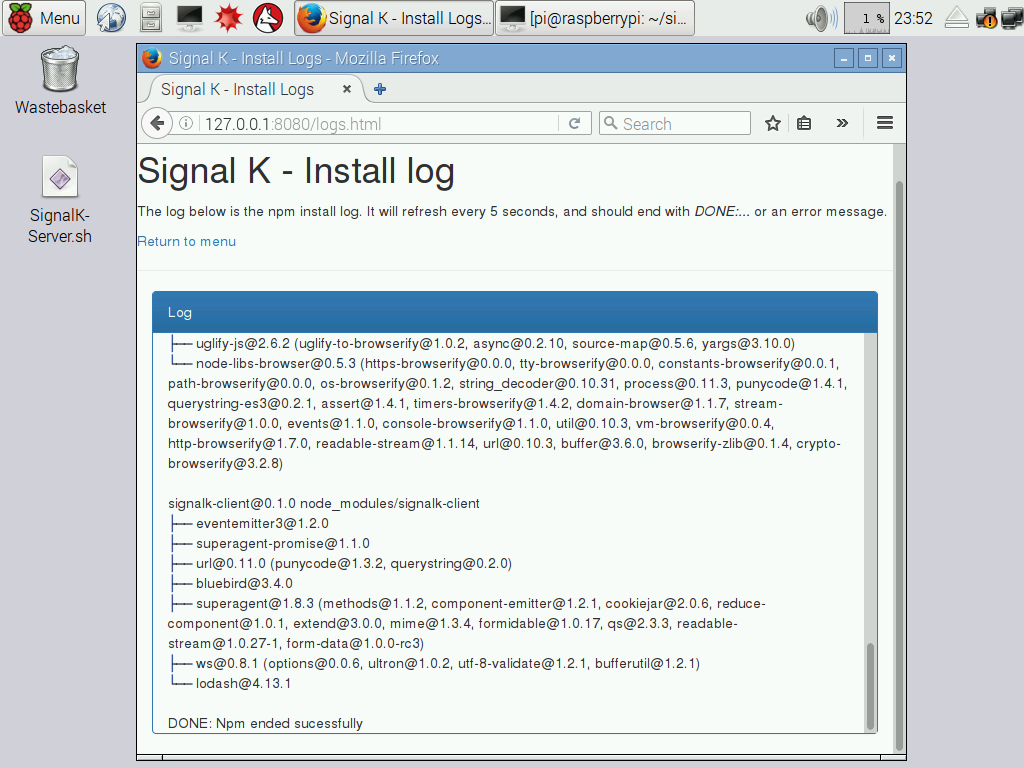 Menu
Signal K - Install Logs...
[pi@raspberrypi: ~/si...
1 %
23:52
Wastebasket
SignalK-
Server.sh
Signal K - Install Logs - Mozilla Firefox
Signal K - Install Logs
127.0.0.1:8080/logs.html
Search
Signal K - Install log
The log below is the npm install log. It will refresh every 5 seconds, and should end with DONE:... or an error message.
Return to menu
Log
├── uglify-js@2.6.2 (uglify-to-browserify@1.0.2, async@0.2.10, source-map@0.5.6, yargs@3.10.0)
└── node-libs-browser@0.5.3 (https-browserify@0.0.0, tty-browserify@0.0.0, constants-browserify@0.0.1,
path-browserify@0.0.0, os-browserify@0.1.2, string_decoder@0.10.31, process@0.11.3, punycode@1.4.1,
querystring-es3@0.2.1, assert@1.4.1, timers-browserify@1.4.2, domain-browser@1.1.7, stream-
browserify@1.0.0, events@1.1.0, console-browserify@1.1.0, util@0.10.3, vm-browserify@0.0.4,
http-browserify@1.7.0, readable-stream@1.1.14, url@0.10.3, buffer@3.6.0, browserify-zlib@0.1.4, crypto-
browserify@3.2.8)
signalk-client@0.1.0 node_modules/signalk-client
├── eventemitter3@1.2.0
├── superagent-promise@1.1.0
├── url@0.11.0 (punycode@1.3.2, querystring@0.2.0)
├── bluebird@3.4.0
├── superagent@1.8.3 (methods@1.1.2, component-emitter@1.2.1, cookiejar@2.0.6, reduce-
component@1.0.1, extend@3.0.0, mime@1.3.4, formidable@1.0.17, qs@2.3.3, readable-
stream@1.0.27-1, form-data@1.0.0-rc3)
├── ws@0.8.1 (options@0.0.6, ultron@1.0.2, utf-8-validate@1.2.1, bufferutil@1.2.1)
└── lodash@4.13.1
DONE: Npm ended sucessfully